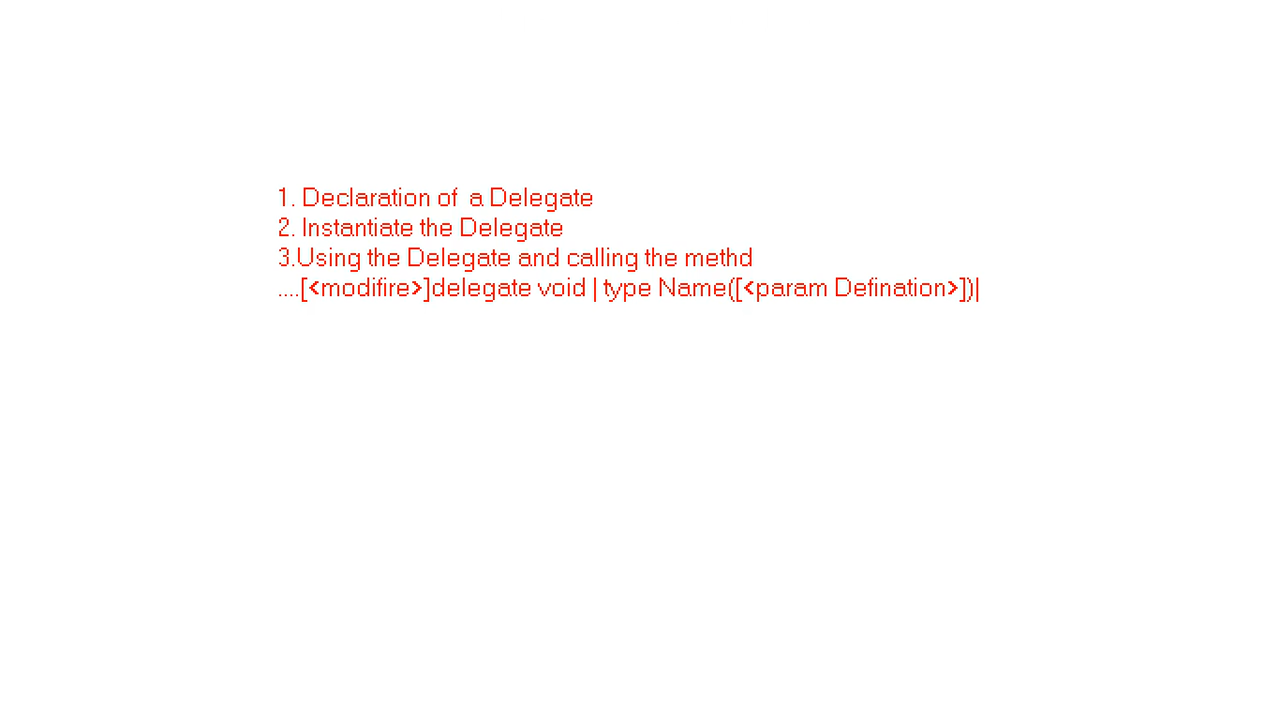 1. Declaration of a Delegate
2. Instantiate the Delegate
3.Using the Delegate and calling the methd
....[<modifire>]delegate void | type Name([<param Defination>])|